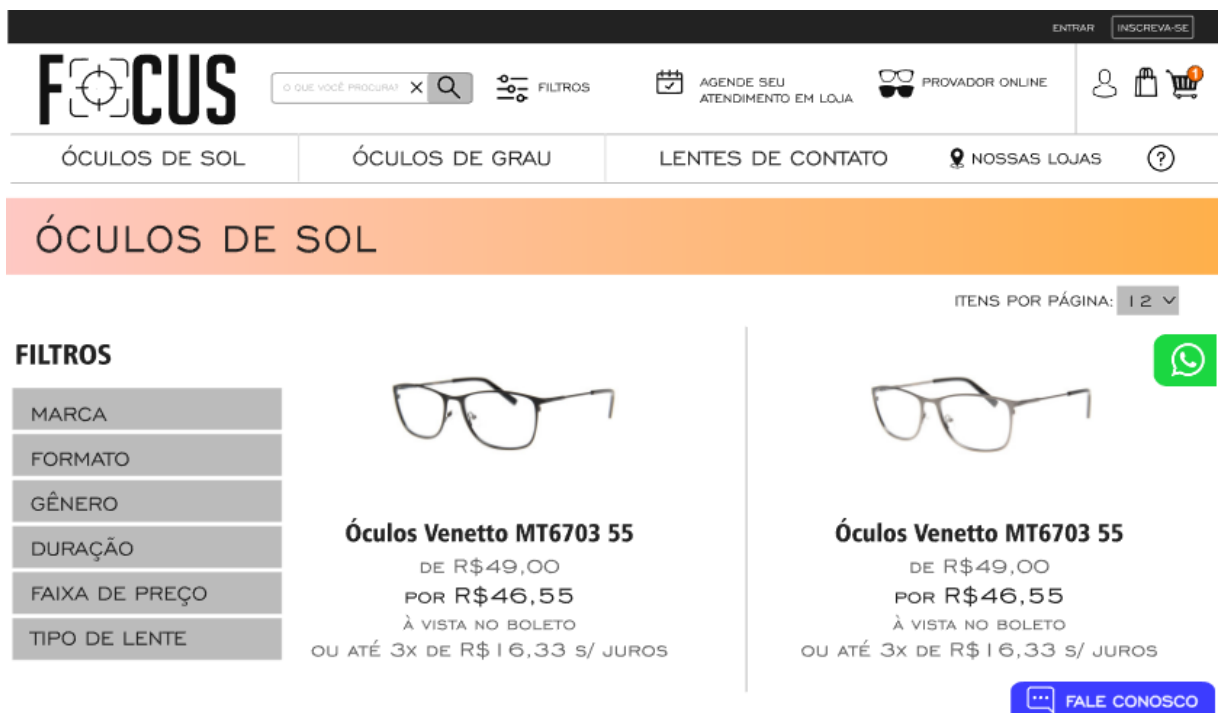 ENTRAR INSCREVA-SE
FOCUS
O QUE VOCÊ PROCURA?
FILTROS
AGENDE SEU
ATENDIMENTO EM LOJA
PROVADOR ONLINE
1
ÓCULOS DE SOL
ÓCULOS DE GRAU
LENTES DE CONTATO
NOSSAS LOJAS
?
ÓCULOS DE SOL
ITENS POR PÁGINA: 12
FILTROS
MARCA
FORMATO
GÊNERO
DURAÇÃO
FAIXA DE PREÇO
TIPO DE LENTE
Óculos Venetto MT6703 55
DE R$49,00
POR R$46,55
À VISTA NO BOLETO
OU ATÉ 3X DE R$16,33 S/ JUROS
Óculos Venetto MT6703 55
DE R$49,00
POR R$46,55
À VISTA NO BOLETO
OU ATÉ 3X DE R$16,33 S/ JUROS
FALE CONOSCO